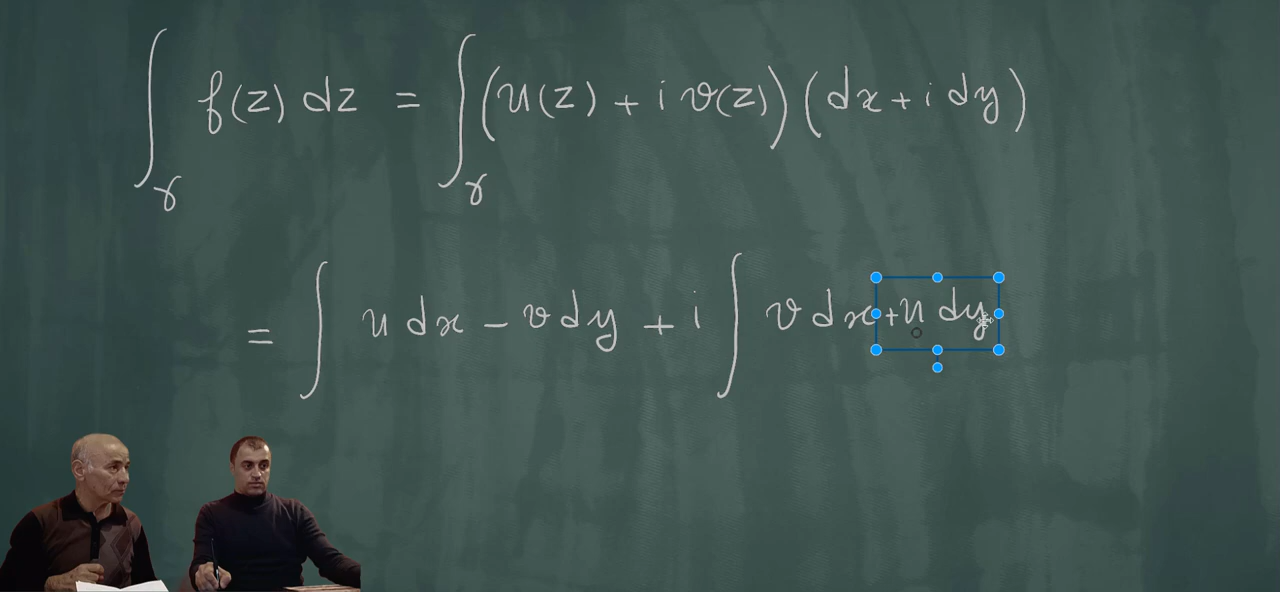 ∫_γ f(z) dz = ∫_γ (u(z) + i v(z)) (dx + i dy)
= ∫ u dx − v dy + i ∫ v dx + u dy